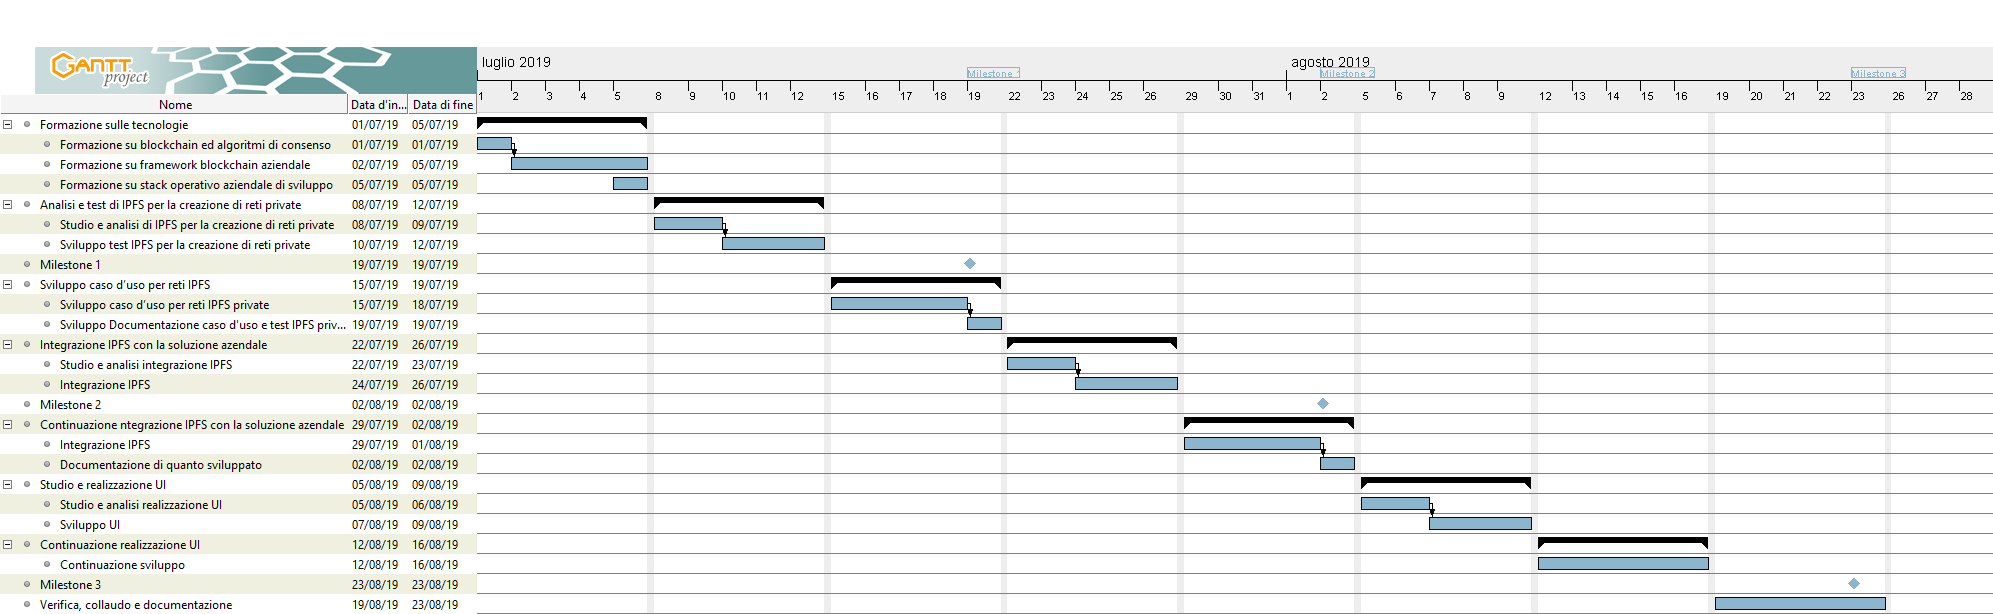 GANTT project
luglio 2019
agosto 2019
Milestone 1
Milestone 2
Milestone 3
Nome Data d'in... Data di fine
1 2 3 4 5 8 9 10 11 12 15 16 17 18 19 22 23 24 25 26 29 30 31 1 2 5 6 7 8 9 12 13 14 15 16 19 20 21 22 23 26 27 28
Formazione sulle tecnologie 01/07/19 05/07/19
Formazione su blockchain ed algoritmi di consenso 01/07/19 01/07/19
Formazione su framework blockchain aziendale 02/07/19 05/07/19
Formazione su stack operativo aziendale di sviluppo 05/07/19 05/07/19
Analisi e test di IPFS per la creazione di reti private 08/07/19 12/07/19
Studio e analisi di IPFS per la creazione di reti private 08/07/19 09/07/19
Sviluppo test IPFS per la creazione di reti private 10/07/19 12/07/19
Milestone 1 19/07/19 19/07/19
Sviluppo caso d'uso per reti IPFS 15/07/19 19/07/19
Sviluppo caso d'uso per reti IPFS private 15/07/19 18/07/19
Sviluppo Documentazione caso d'uso e test IPFS priv... 19/07/19 19/07/19
Integrazione IPFS con la soluzione azendale 22/07/19 26/07/19
Studio e analisi integrazione IPFS 22/07/19 23/07/19
Integrazione IPFS 24/07/19 26/07/19
Milestone 2 02/08/19 02/08/19
Continuazione ntegrazione IPFS con la soluzione azendale 29/07/19 02/08/19
Integrazione IPFS 29/07/19 01/08/19
Documentazione di quanto sviluppato 02/08/19 02/08/19
Studio e realizzazione UI 05/08/19 09/08/19
Studio e analisi realizzazione UI 05/08/19 06/08/19
Sviluppo UI 07/08/19 09/08/19
Continuazione realizzazione UI 12/08/19 16/08/19
Continuazione sviluppo 12/08/19 16/08/19
Milestone 3 23/08/19 23/08/19
Verifica, collaudo e documentazione 19/08/19 23/08/19